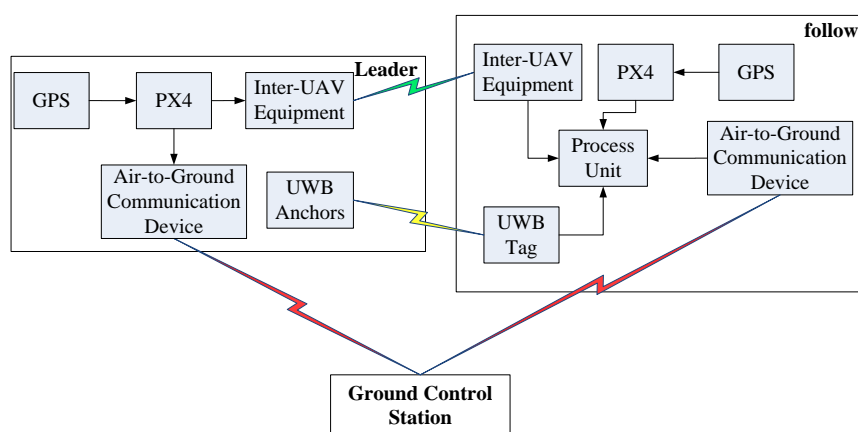 Leader
GPS
PX4
Inter-UAV
Equipment
Air-to-Ground
Communication
Device
UWB
Anchors
follow
Inter-UAV
Equipment
PX4
GPS
Process
Unit
Air-to-Ground
Communication
Device
UWB
Tag
Ground Control
Station